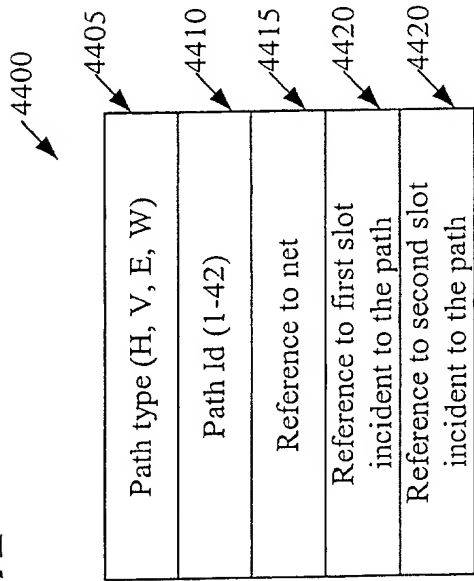 4400
Path type (H, V, E, W)
4405
Path Id (1-42)
4410
Reference to net
4415
Reference to first slot
incident to the path
4420
Reference to second slot
incident to the path
4420